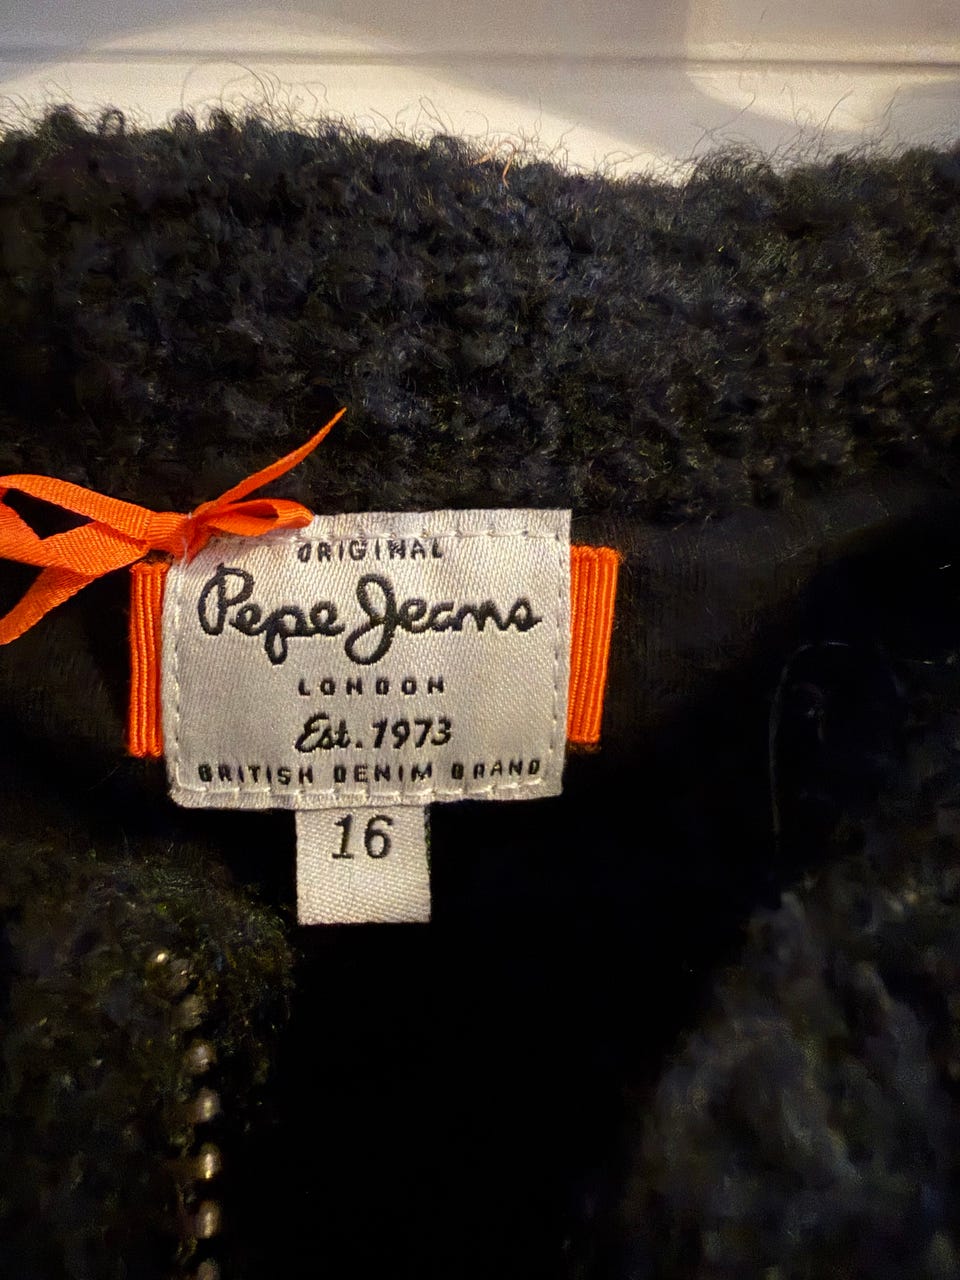 ORIGINAL
Pepe Jeans
LONDON
Est. 1973
BRITISH DENIM BRAND
16